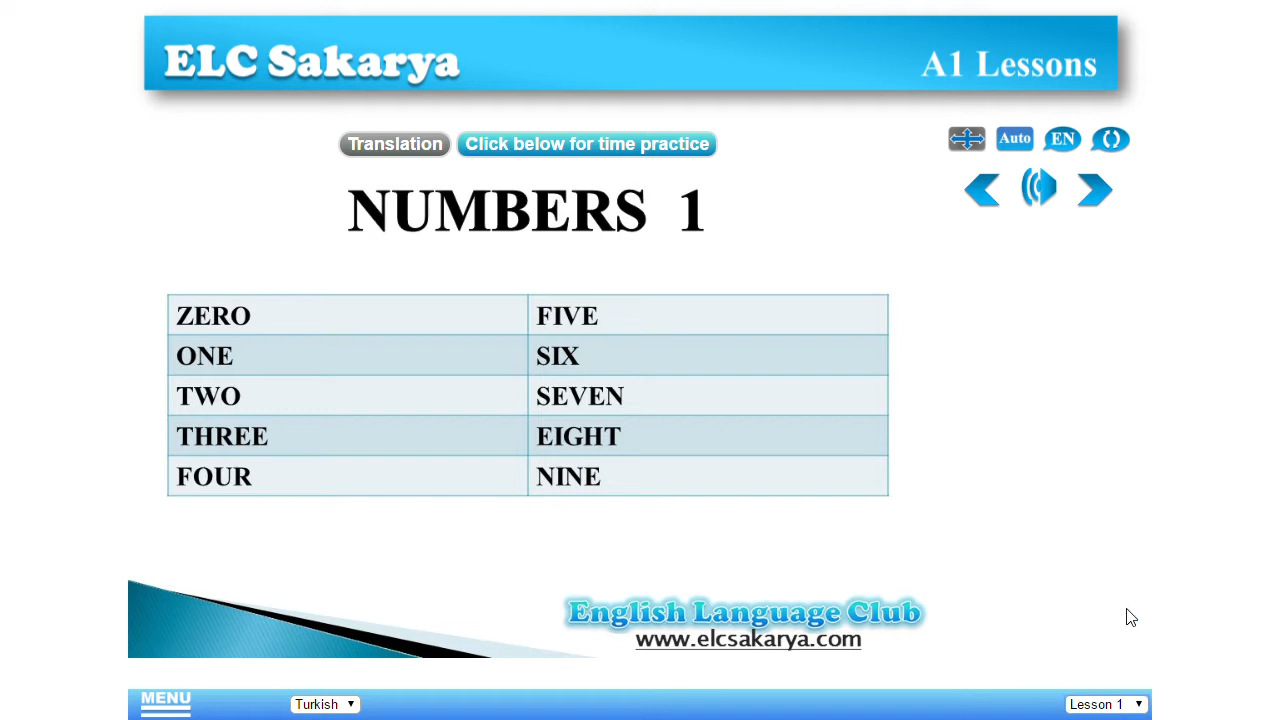 ELC Sakarya
A1 Lessons
Translation
Click below for time practice
Auto
EN
NUMBERS 1
ZERO FIVE
ONE SIX
TWO SEVEN
THREE EIGHT
FOUR NINE
English Language Club
www.elcsakarya.com
MENU
Turkish
Lesson 1